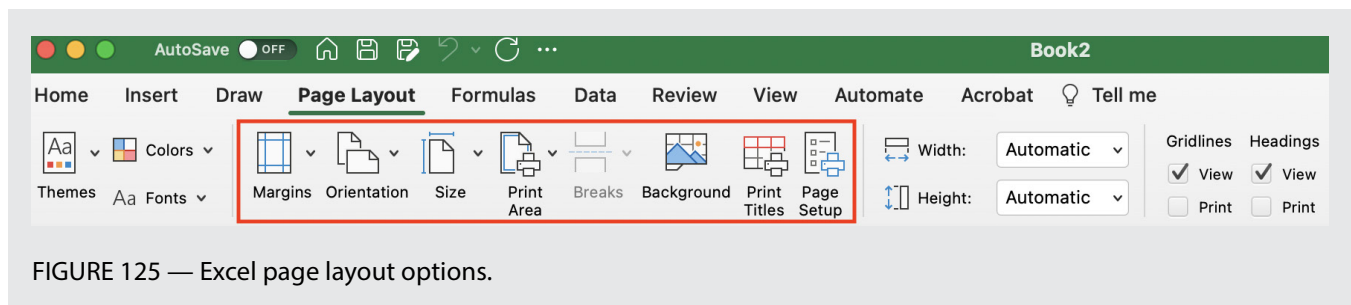 AutoSave OFF Book2
Home Insert Draw Page Layout Formulas Data Review View Automate Acrobat Tell me
Aa Colors Width: Automatic Gridlines Headings
View View
Themes Aa Fonts Margins Orientation Size Print Breaks Background Print Page Height: Automatic Print Print
Area Titles Setup
FIGURE 125 — Excel page layout options.